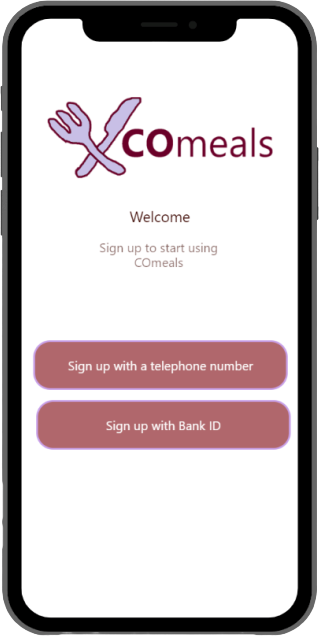 COmeals
Welcome
Sign up to start using
COmeals
Sign up with a telephone number
Sign up with Bank ID